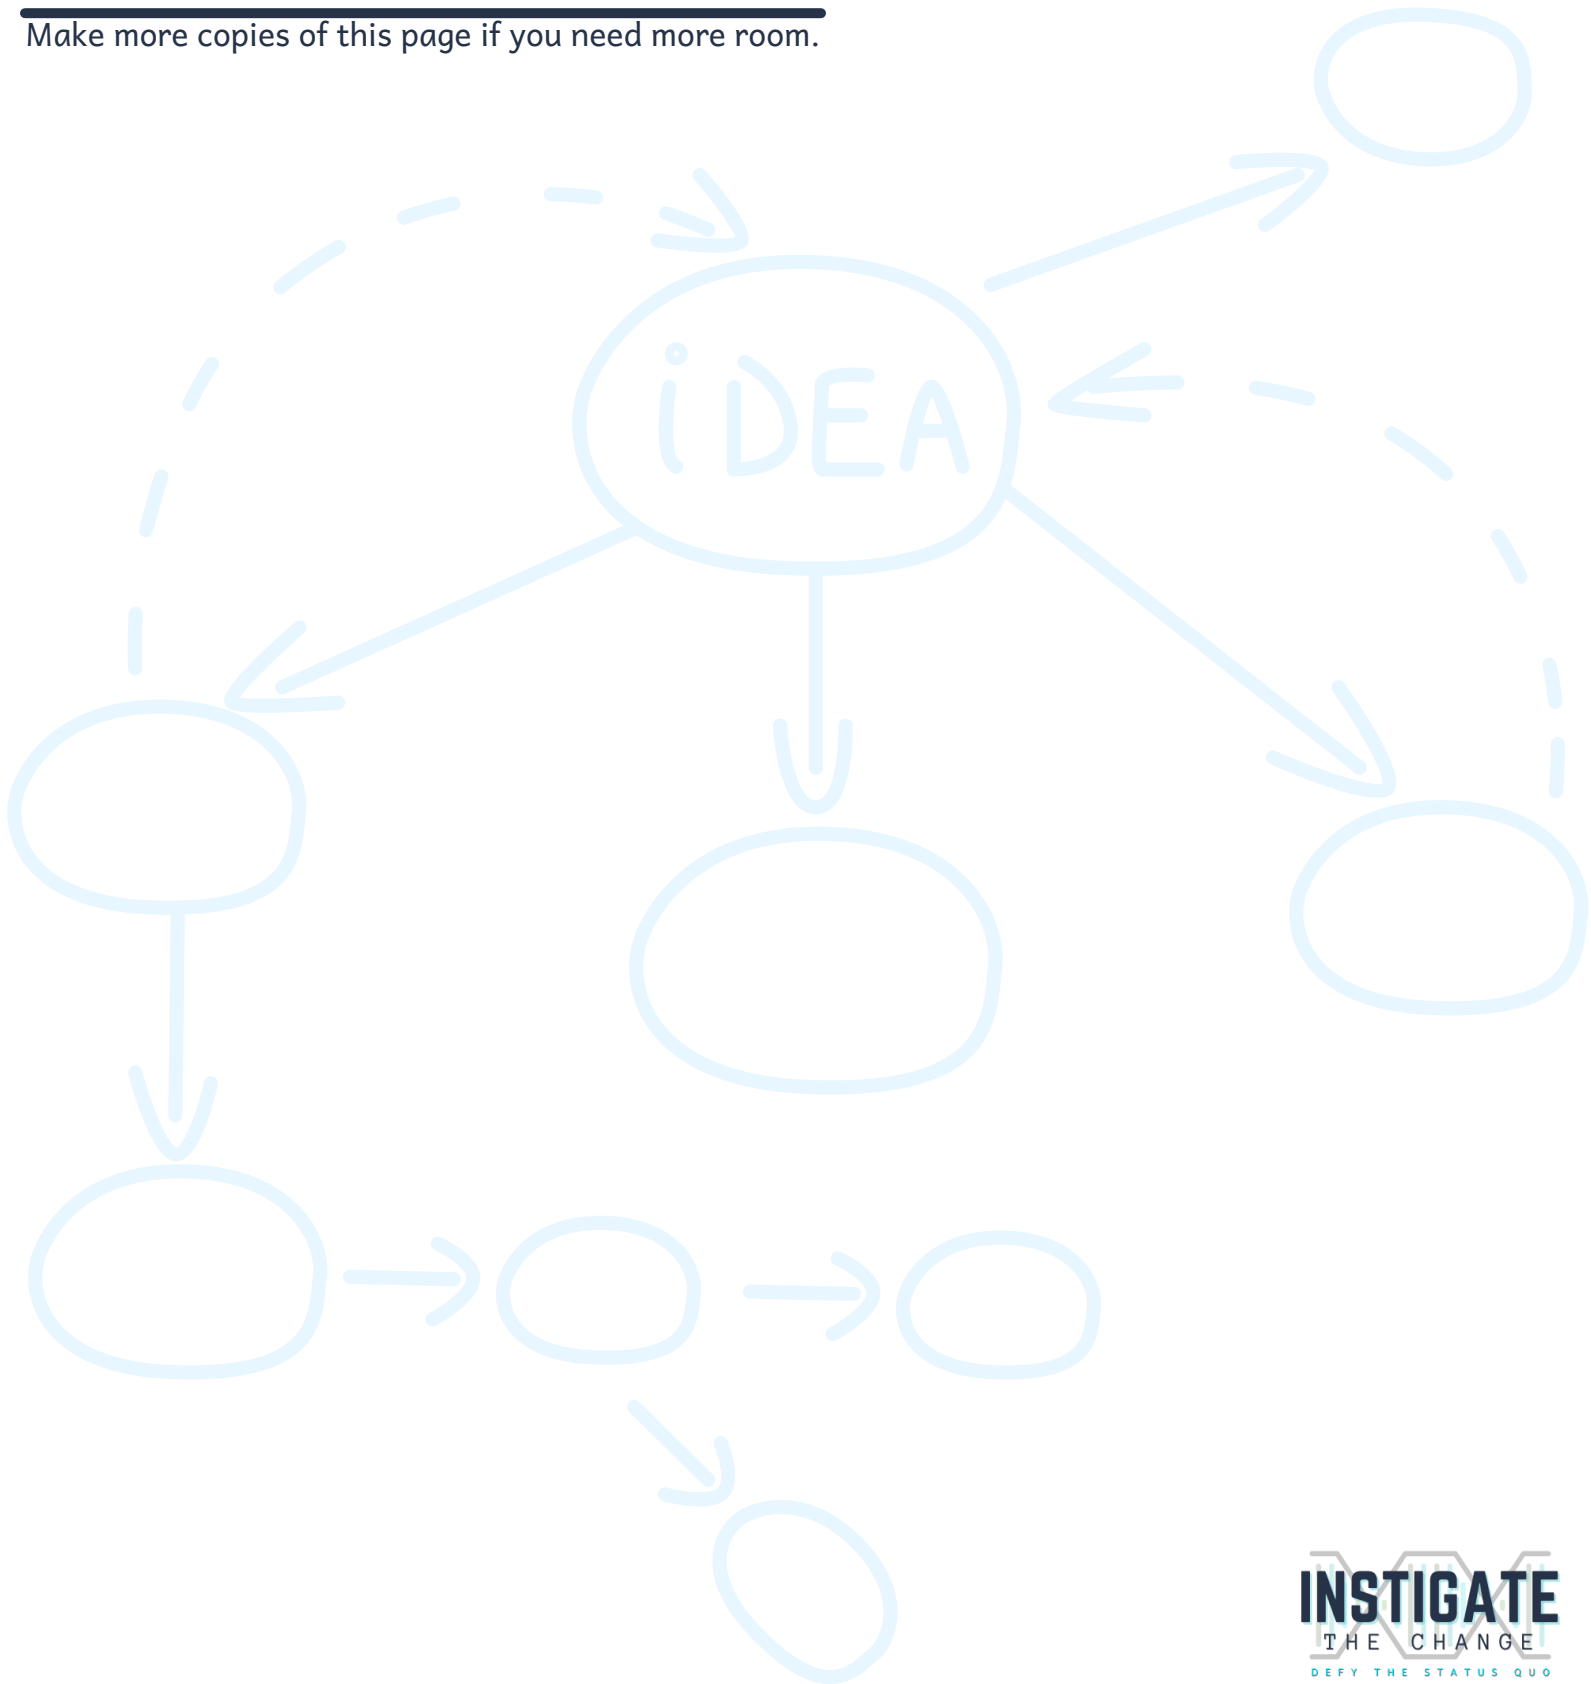 Make more copies of this page if you need more room.
iDEA
INSTIGATE
THE CHANGE
DEFY THE STATUS QUO